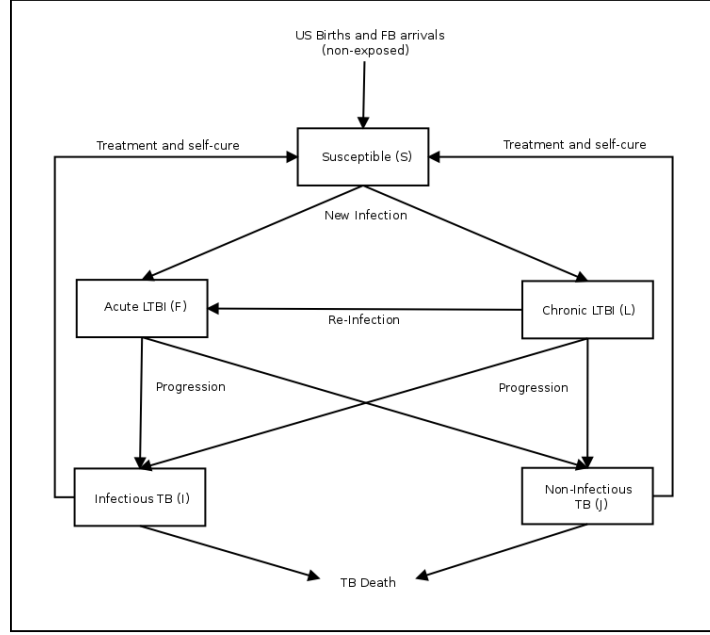 US Births and FB arrivals
(non-exposed)
Treatment and self-cure
Treatment and self-cure
Susceptible (S)
New Infection
Acute LTBI (F)
Chronic LTBI (L)
Re-Infection
Progression
Progression
Infectious TB (I)
Non-Infectious
TB (J)
TB Death